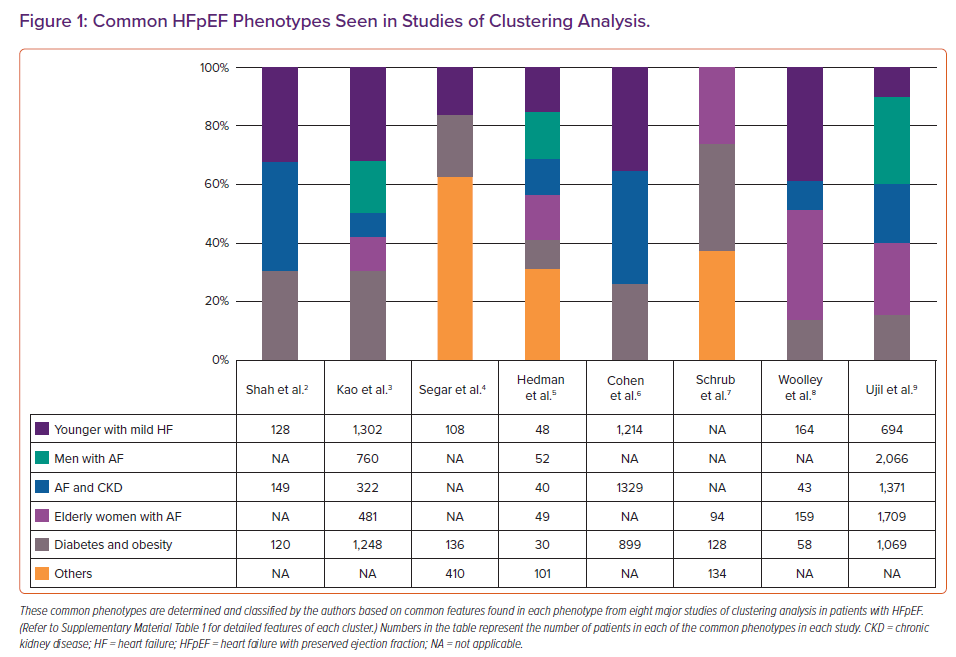 Figure 1: Common HFpEF Phenotypes Seen in Studies of Clustering Analysis.
100%
80%
60%
40%
20%
0%
Shah et al.² Kao et al.³ Segar et al.⁴ Hedman et al.⁵ Cohen et al.⁶ Schrub et al.⁷ Woolley et al.⁸ Ujil et al.⁹
Younger with mild HF 128 1,302 108 48 1,214 NA 164 694
Men with AF NA 760 NA 52 NA NA NA 2,066
AF and CKD 149 322 NA 40 1329 NA 43 1,371
Elderly women with AF NA 481 NA 49 NA 94 159 1,709
Diabetes and obesity 120 1,248 136 30 899 128 58 1,069
Others NA NA 410 101 NA 134 NA NA
These common phenotypes are determined and classified by the authors based on common features found in each phenotype from eight major studies of clustering analysis in patients with HFpEF.
(Refer to Supplementary Material Table 1 for detailed features of each cluster.) Numbers in the table represent the number of patients in each of the common phenotypes in each study. CKD = chronic
kidney disease; HF = heart failure; HFpEF = heart failure with preserved ejection fraction; NA = not applicable.